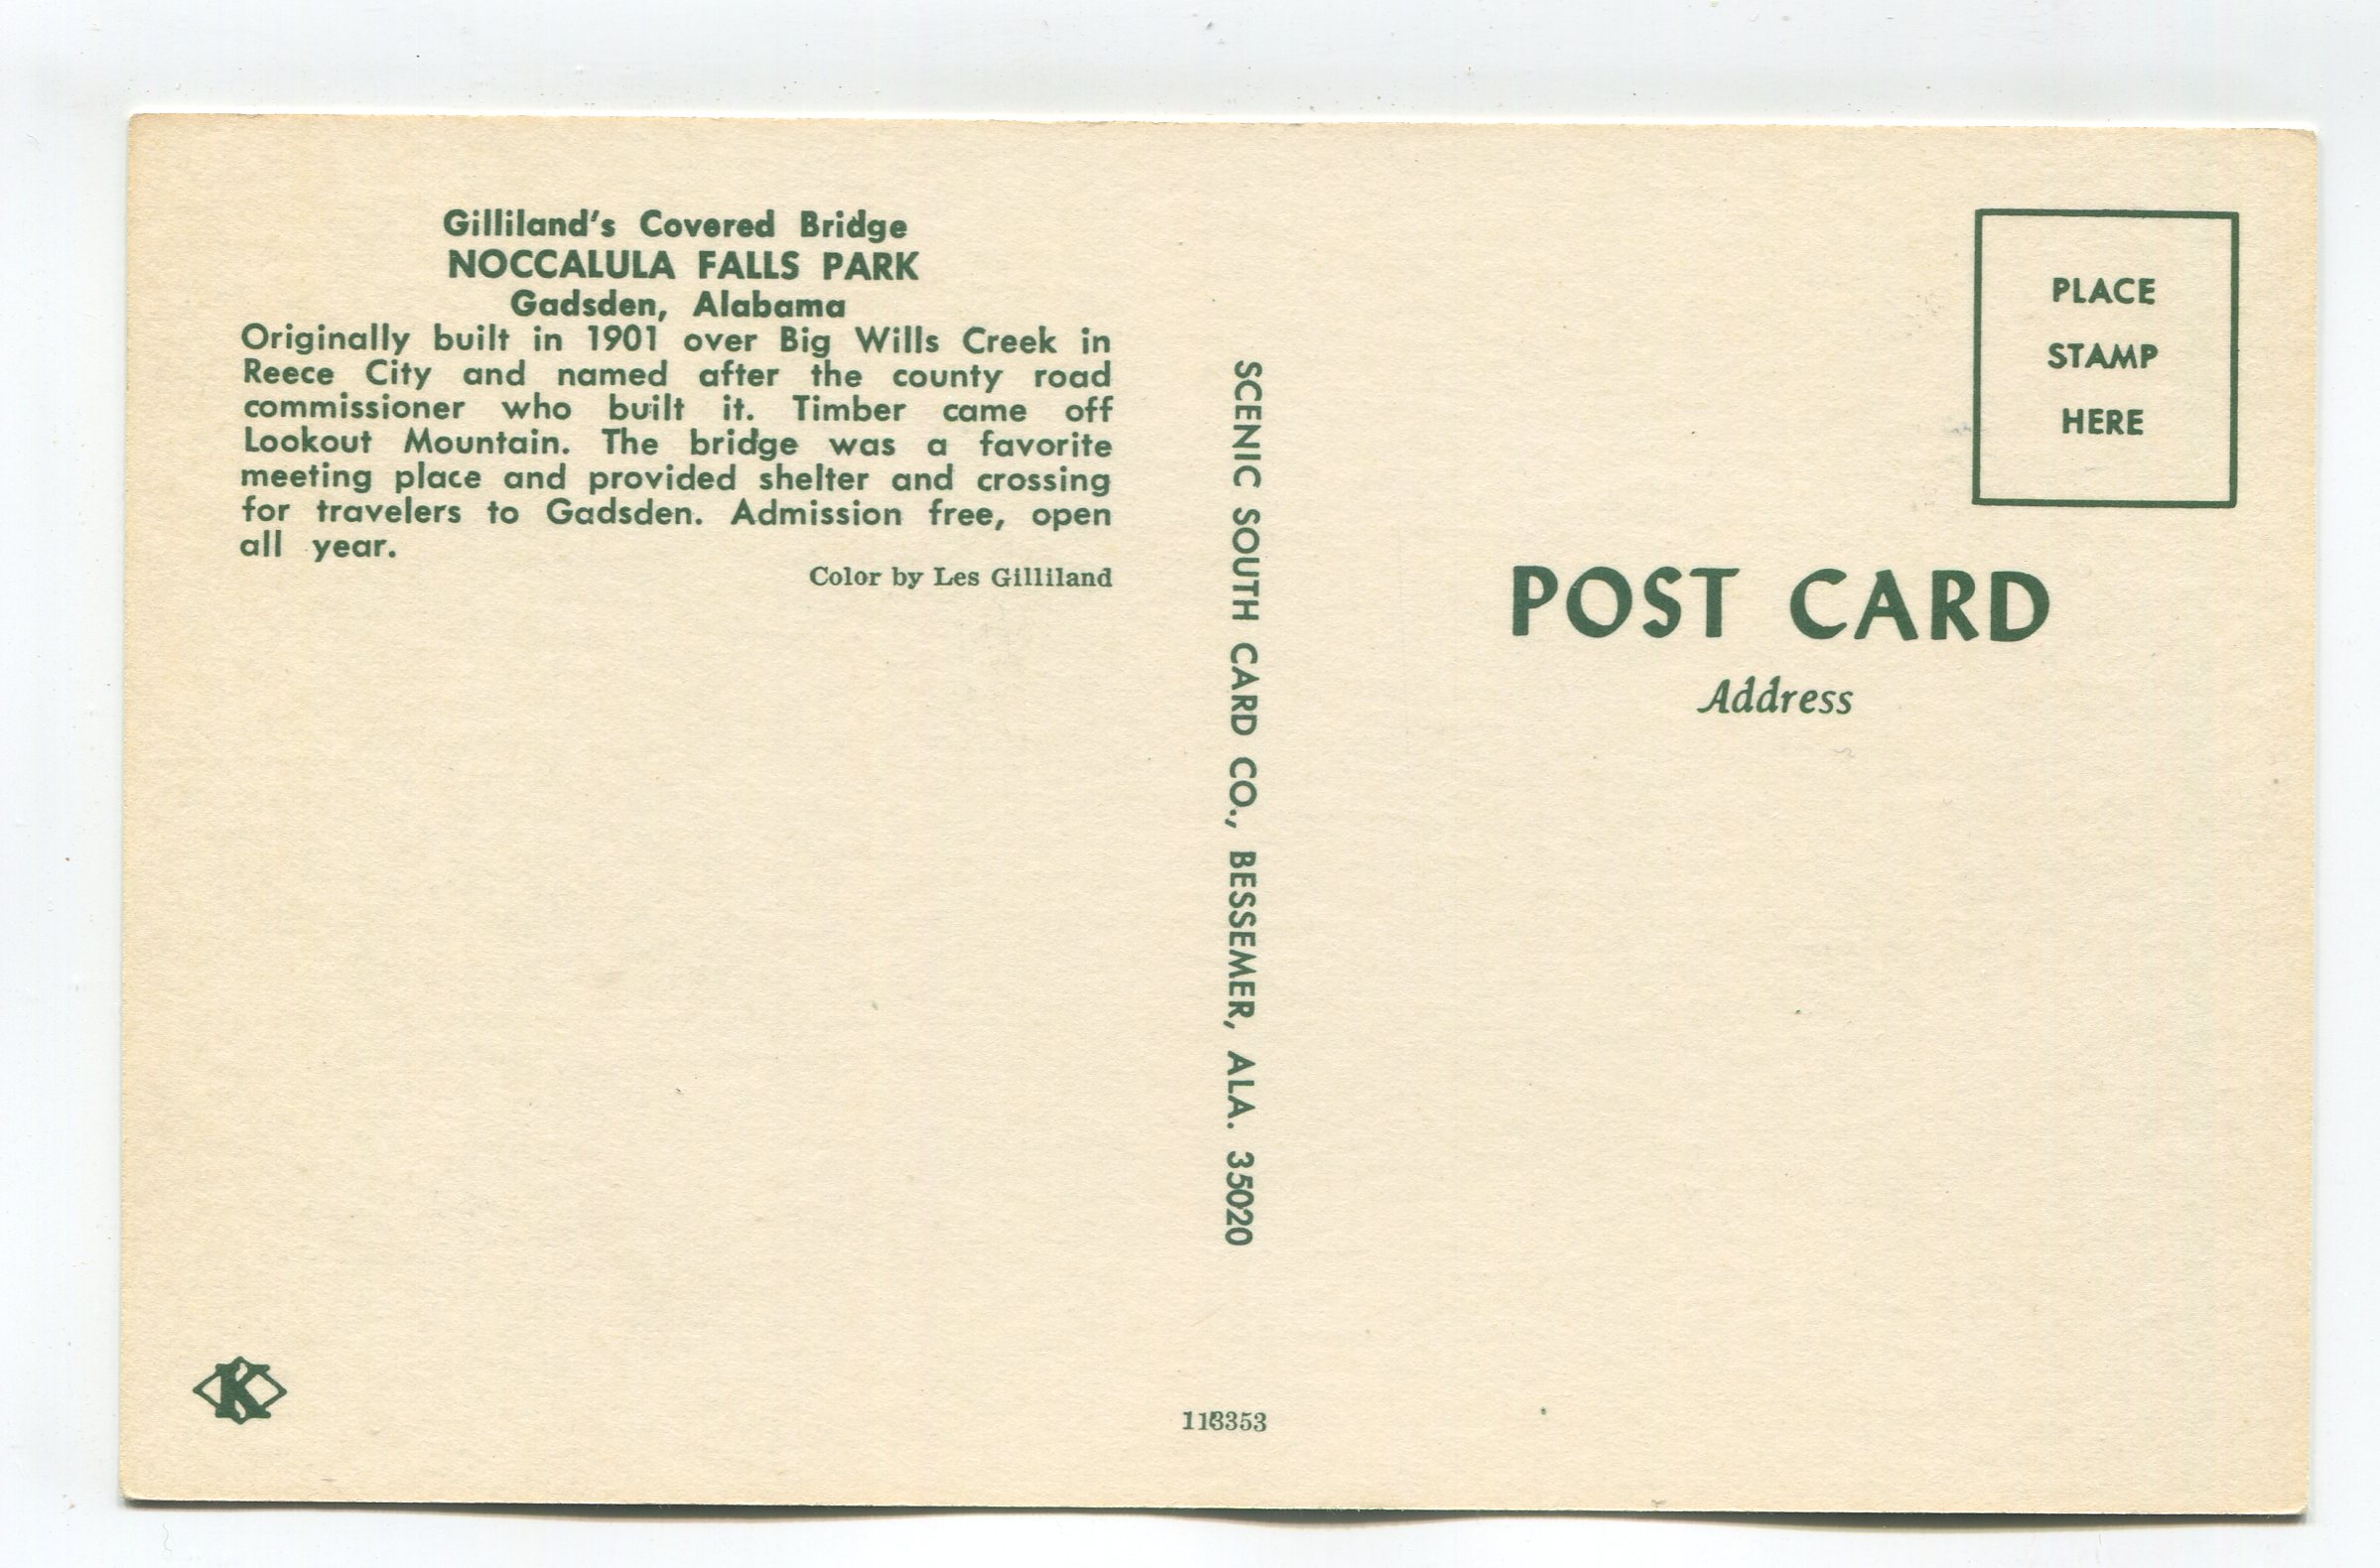 Gilliland's Covered Bridge
NOCCALULA FALLS PARK
Gadsden, Alabama
Originally built in 1901 over Big Wills Creek in
Reece City and named after the county road
commissioner who built it. Timber came off
Lookout Mountain. The bridge was a favorite
meeting place and provided shelter and crossing
for travelers to Gadsden. Admission free, open
all year.
Color by Les Gilliland
K
SCENIC SOUTH CARD CO., BESSEMER, ALA. 35020
PLACE
STAMP
HERE
POST CARD
Address